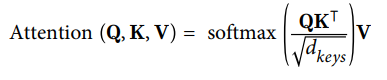 Attention (Q, K, V) = softmax (QK⊤ / √d_keys) V